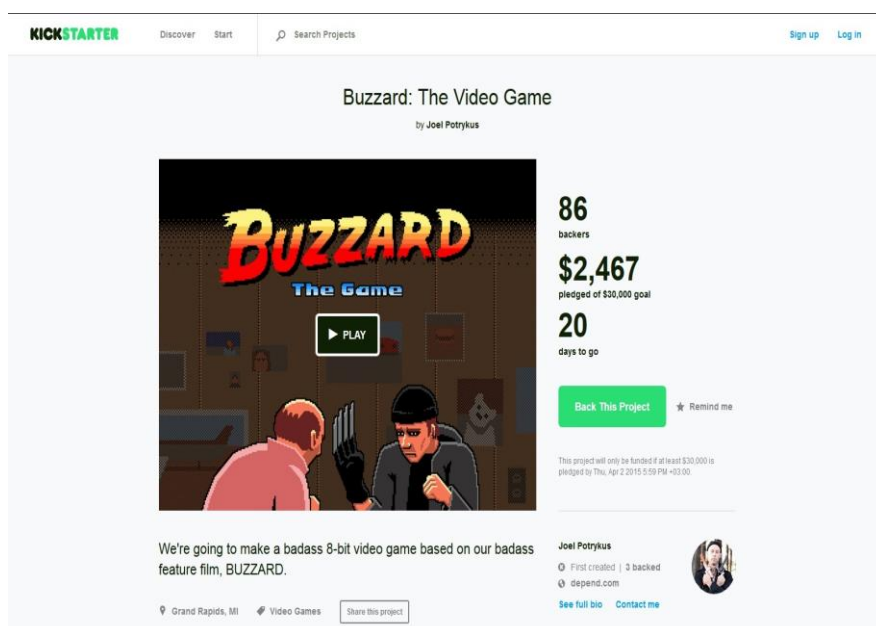 KICKSTARTER Discover Start Search Projects Sign up Log in
Buzzard: The Video Game
by Joel Potrykus
BUZZARD
The Game
PLAY
86
backers
$2,467
pledged of $30,000 goal
20
days to go
Back This Project Remind me
This project will only be funded if at least $30,000 is
pledged by Thu, Apr 2 2015 5:59 PM +03:00.
We're going to make a badass 8-bit video game based on our badass
feature film, BUZZARD.
Grand Rapids, MI Video Games Share this project
Joel Potrykus
First created | 3 backed
depend.com
See full bio Contact me